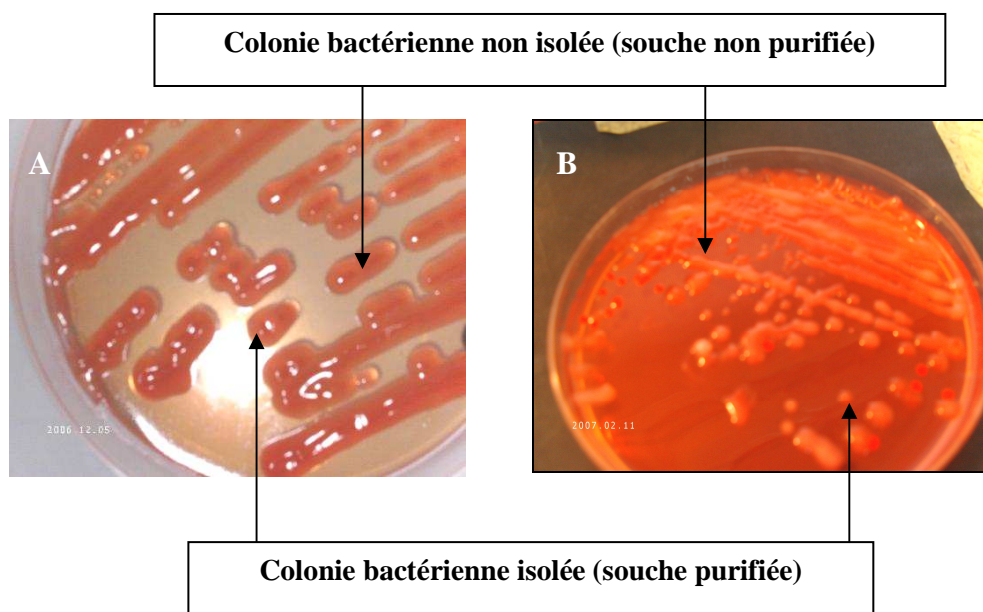 Colonie bactérienne non isolée (souche non purifiée)
A
B
2006.12.05
2007.02.11
Colonie bactérienne isolée (souche purifiée)